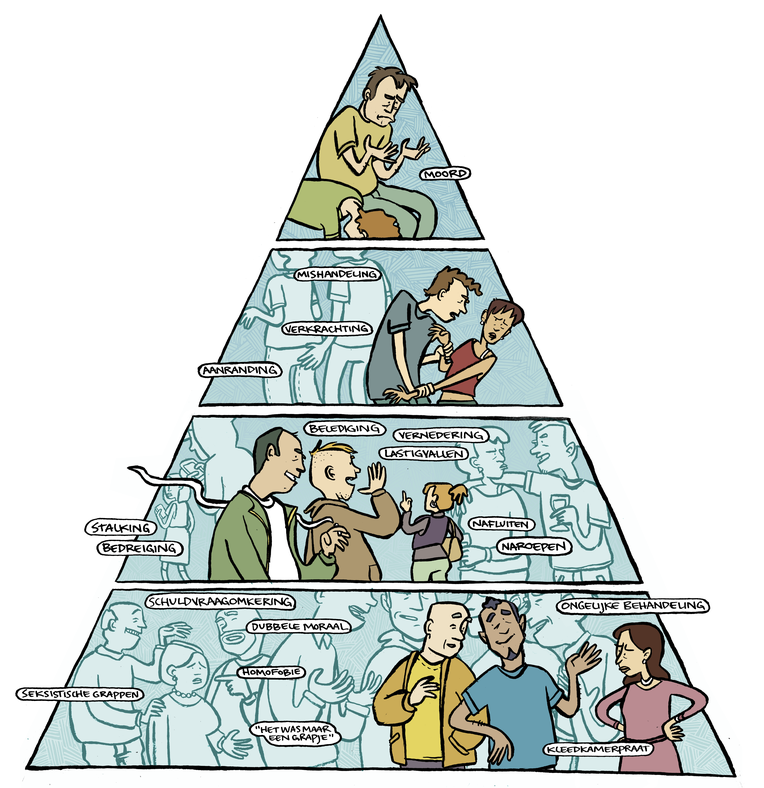 MOORD
MISHANDELING
VERKRACHTING
AANRANDING
BELEDIGING
VERNEDERING
LASTIGVALLEN
STALKING
BEDREIGING
NAFLUITEN
NAROEPEN
SCHULDVRAAGOMKERING
ONGELIJKE BEHANDELING
DUBBELE MORAAL
HOMOFOBIE
SEKSISTISCHE GRAPPEN
"HET WAS MAAR
EEN GRAPJE"
KLEEDKAMERPRAAT